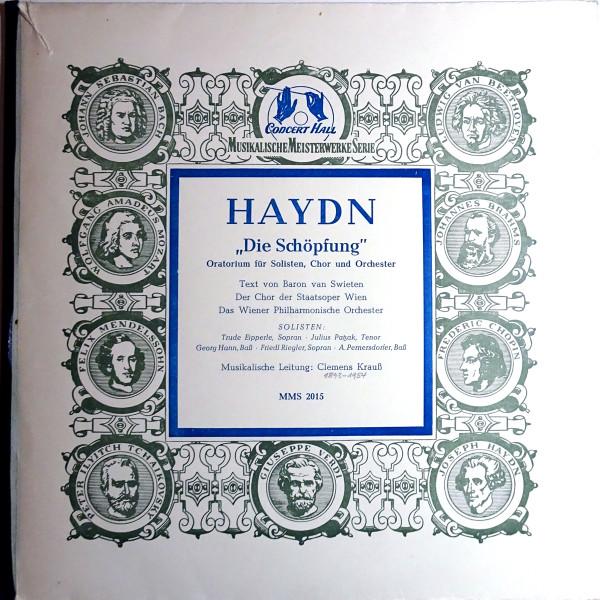 JOHANN SEBASTIAN BACH
CONCERT HALL
MUSIKALISCHE MEISTERWERKE SERIE
LUDWIG VAN BEETHOVEN
WOLFGANG AMADEUS MOZART
JOHANNES BRAHMS
FELIX MENDELSSOHN
FREDERIC CHOPIN
PETER ILYITCH TCHAIKOVSKY
GIUSEPPE VERDI
JOSEPH HAYDN
HAYDN
„Die Schöpfung”
Oratorium für Solisten, Chor und Orchester
Text von Baron van Swieten
Der Chor der Staatsoper Wien
Das Wiener Philharmonische Orchester
SOLISTEN:
Trude Eipperle, Sopran · Julius Patzak, Tenor
Georg Hann, Baß · Friedl Riegler, Sopran · A. Pernersdorfer, Baß
Musikalische Leitung: Clemens Krauß
1893-1954
MMS 2015